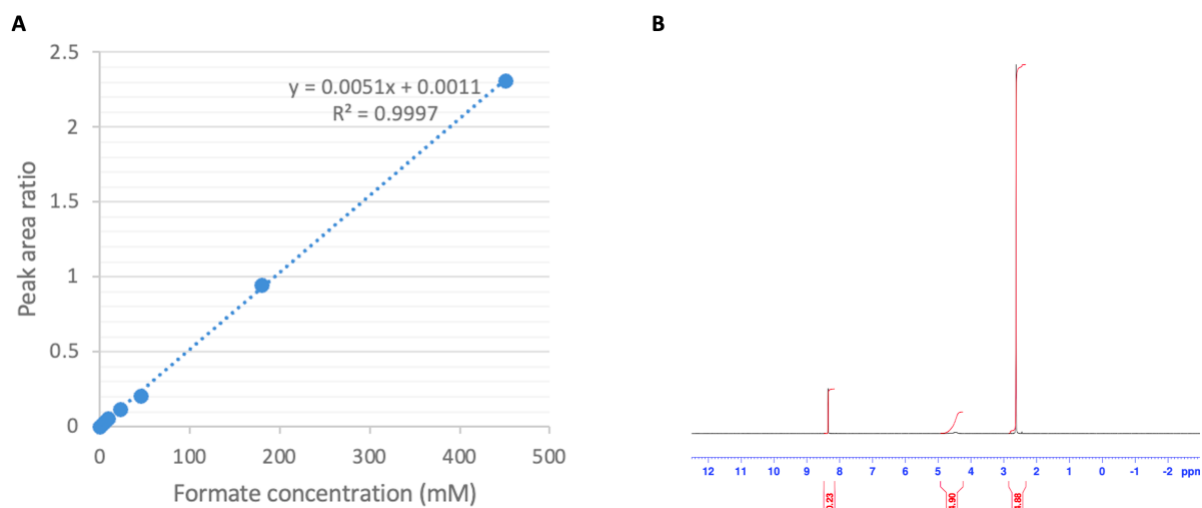 A
B
2.5
y = 0.0051x + 0.0011
R² = 0.9997
2
1.5
1
0.5
0
Peak area ratio
0 100 200 300 400 500
Formate concentration (mM)
12 11 10 9 8 7 6 5 4 3 2 1 0 -1 -2 ppm